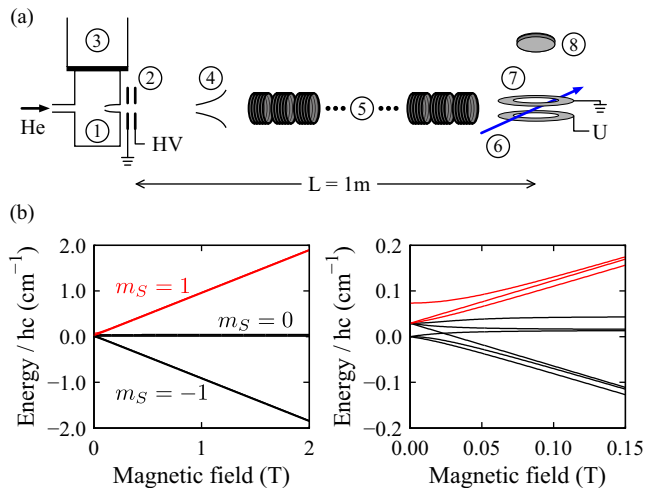 (a)
③ ② ④ ⑦ ⑧
He ① HV ⑤ ⑥ U
L = 1m
(b)
Energy / hc (cm⁻¹)
2.0
1.0
0.0
−1.0
−2.0
m_S = 1
m_S = 0
m_S = −1
0 1 2
Magnetic field (T)
Energy / hc (cm⁻¹)
0.2
0.1
0.0
−0.1
−0.2
0.00 0.05 0.10 0.15
Magnetic field (T)